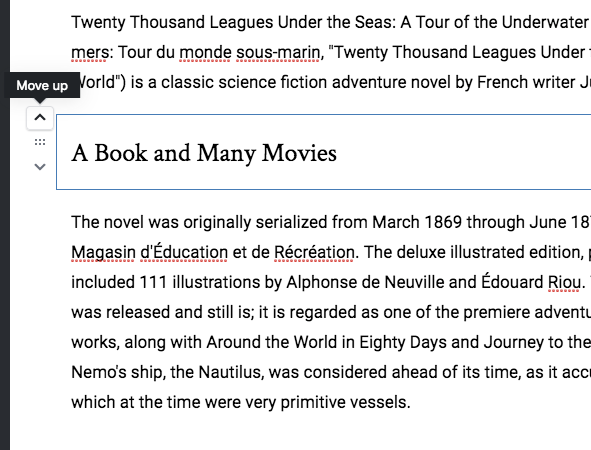 Twenty Thousand Leagues Under the Seas: A Tour of the Underwater
mers: Tour du monde sous-marin, "Twenty Thousand Leagues Under
Move up
World") is a classic science fiction adventure novel by French writer
A Book and Many Movies
The novel was originally serialized from March 1869 through June
Magasin d'Éducation et de Récréation. The deluxe illustrated edition,
included 111 illustrations by Alphonse de Neuville and Édouard Riou.
was released and still is; it is regarded as one of the premiere
works, along with Around the World in Eighty Days and Journey to the
Nemo's ship, the Nautilus, was considered ahead of its time, as it
which at the time were very primitive vessels.